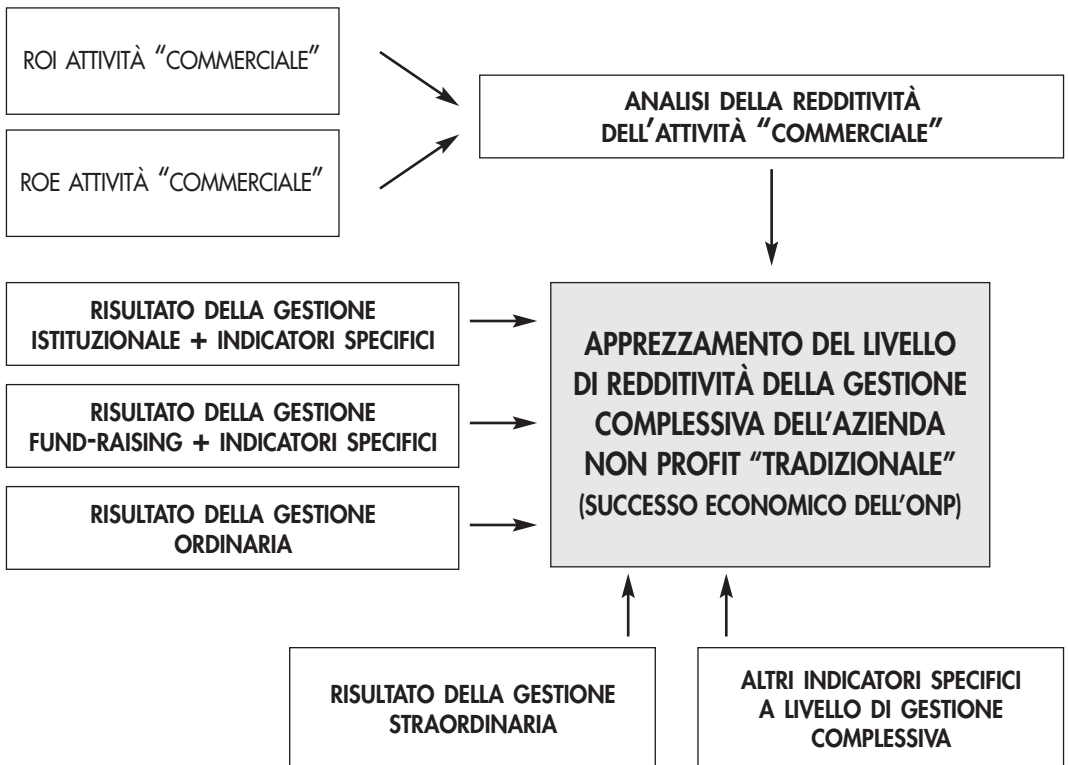 ROI ATTIVITÀ “COMMERCIALE”
ROE ATTIVITÀ “COMMERCIALE”
ANALISI DELLA REDDITIVITÀ
DELL’ATTIVITÀ “COMMERCIALE”
RISULTATO DELLA GESTIONE
ISTITUZIONALE + INDICATORI SPECIFICI
RISULTATO DELLA GESTIONE
FUND-RAISING + INDICATORI SPECIFICI
RISULTATO DELLA GESTIONE
ORDINARIA
APPREZZAMENTO DEL LIVELLO
DI REDDITIVITÀ DELLA GESTIONE
COMPLESSIVA DELL’AZIENDA
NON PROFIT “TRADIZIONALE”
(SUCCESSO ECONOMICO DELL’ONP)
RISULTATO DELLA GESTIONE
STRAORDINARIA
ALTRI INDICATORI SPECIFICI
A LIVELLO DI GESTIONE
COMPLESSIVA